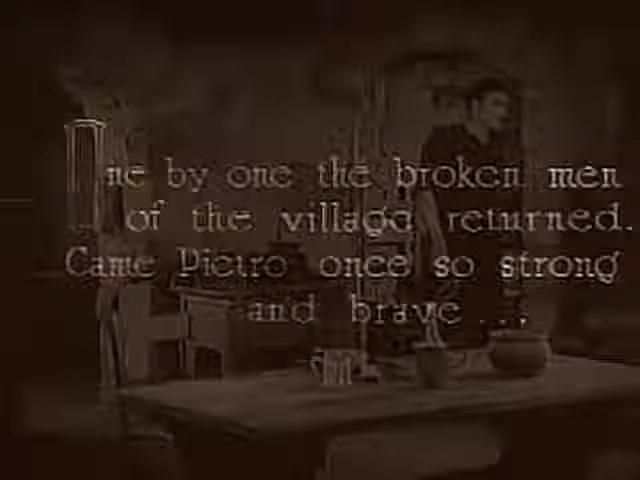 One by one the broken men
of the village returned.
Came Pietro once so strong
and brave...